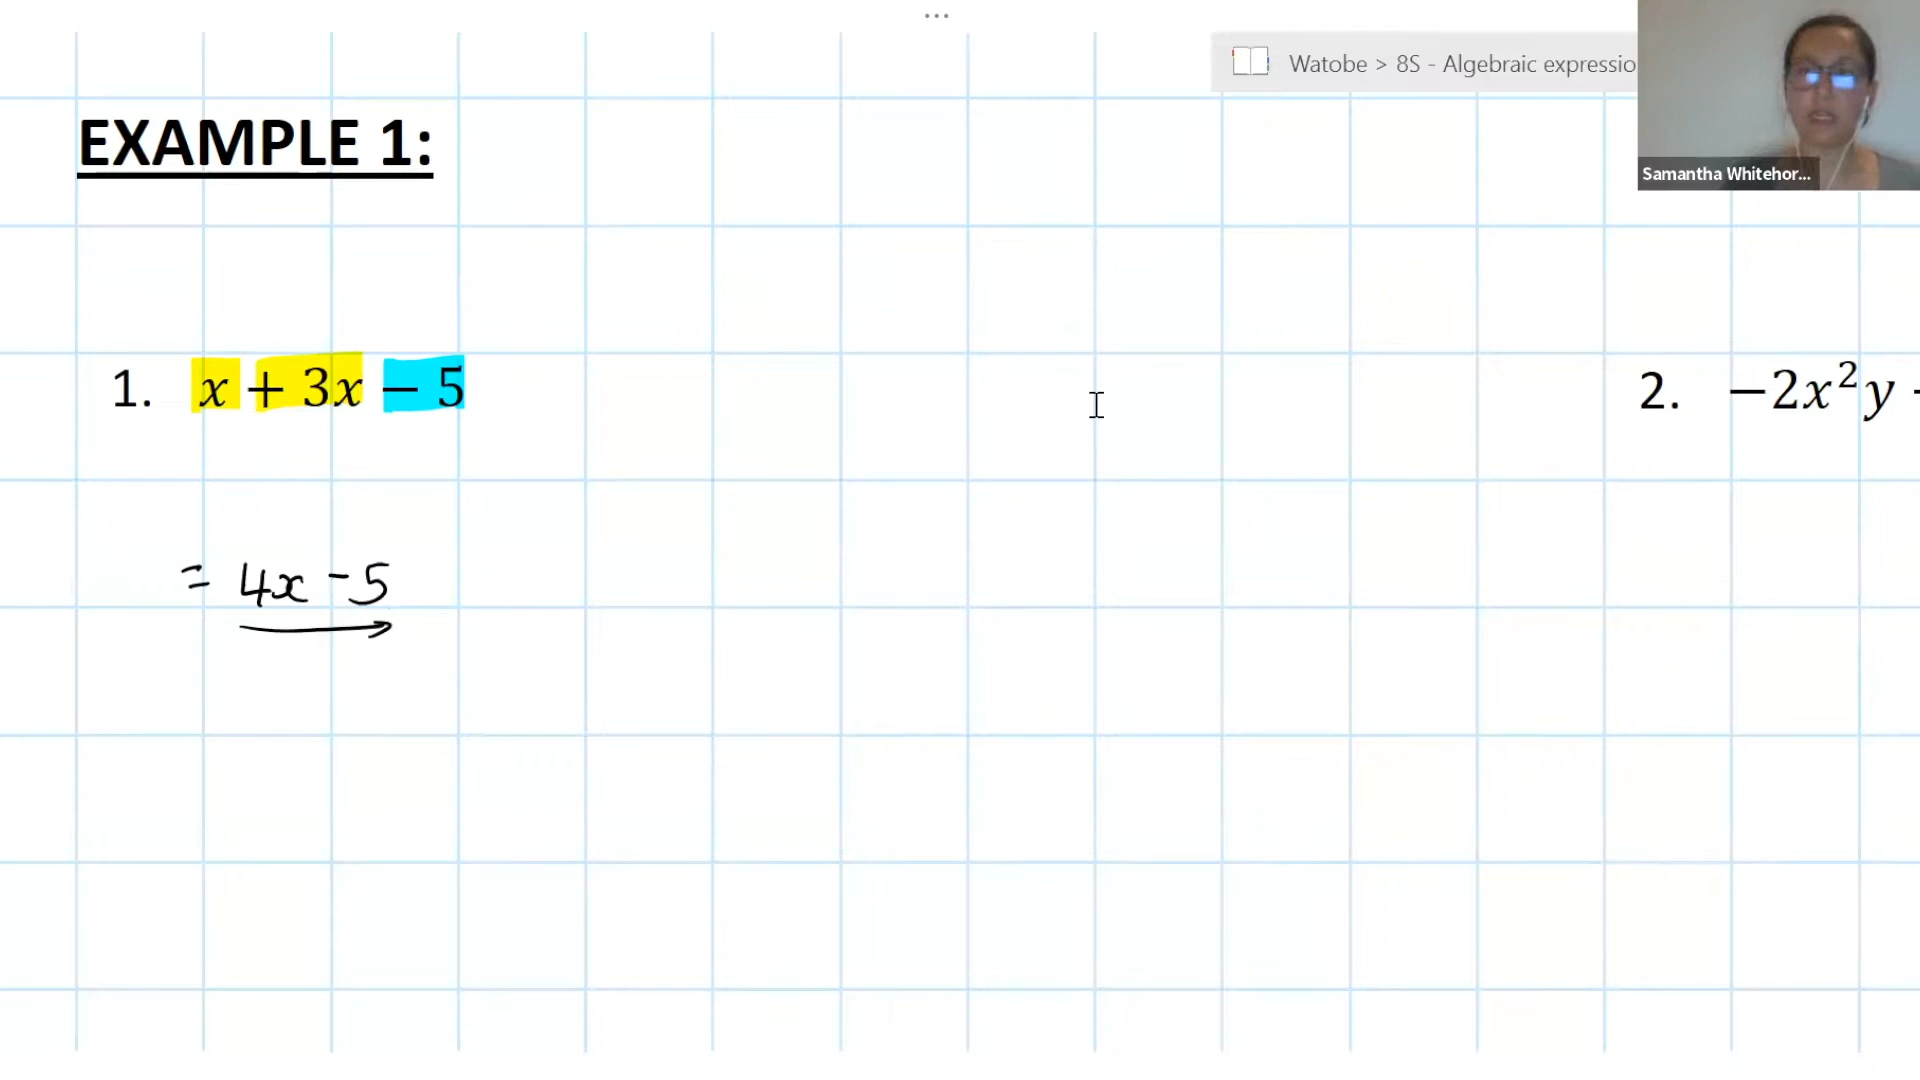 ...
Watobe > 8S - Algebraic expressio
EXAMPLE 1:
Samantha Whitehor...
1. x + 3x − 5
2. −2x²y -
= 4x - 5